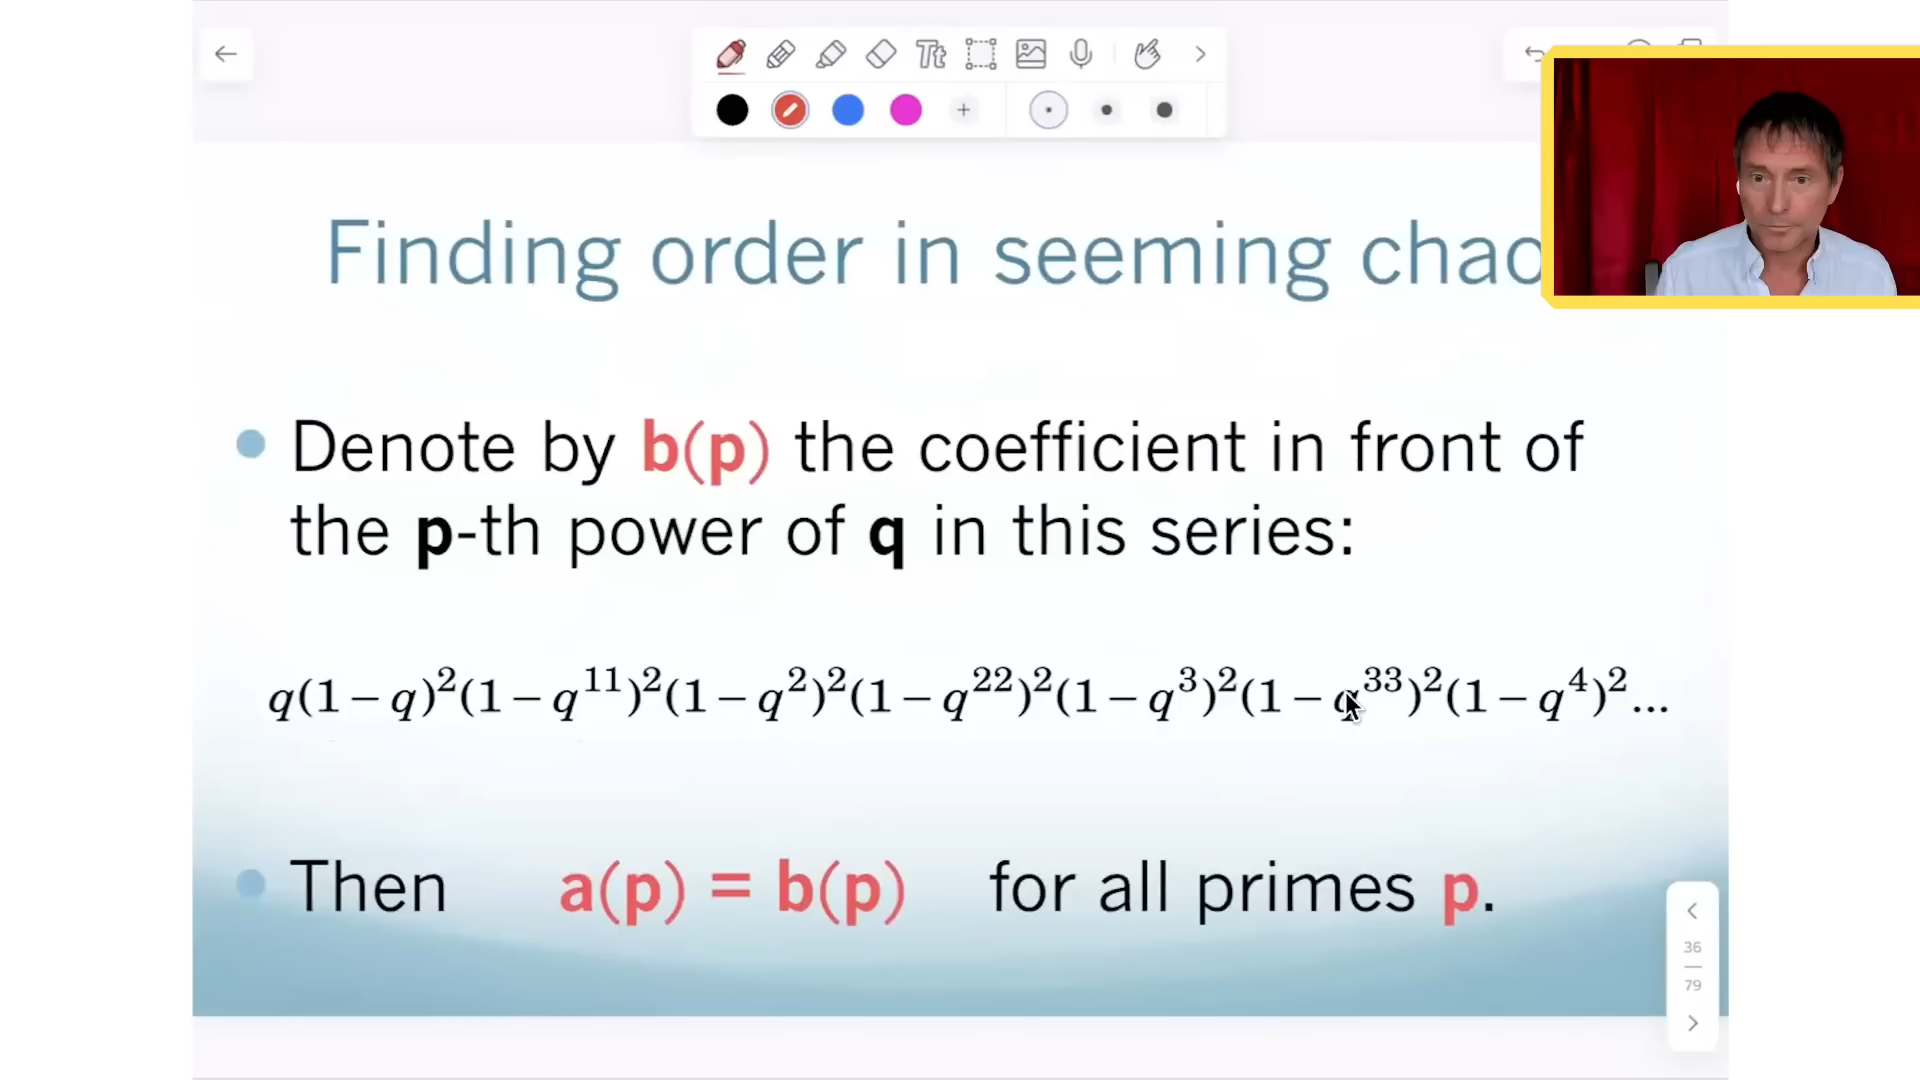 Tt
Finding order in seeming chao
Denote by b(p) the coefficient in front of
the p-th power of q in this series:
q(1 − q)²(1 − q¹¹)²(1 − q²)²(1 − q²²)²(1 − q³)²(1 − q³³)²(1 − q⁴)²...
Then a(p) = b(p) for all primes p.
36
79